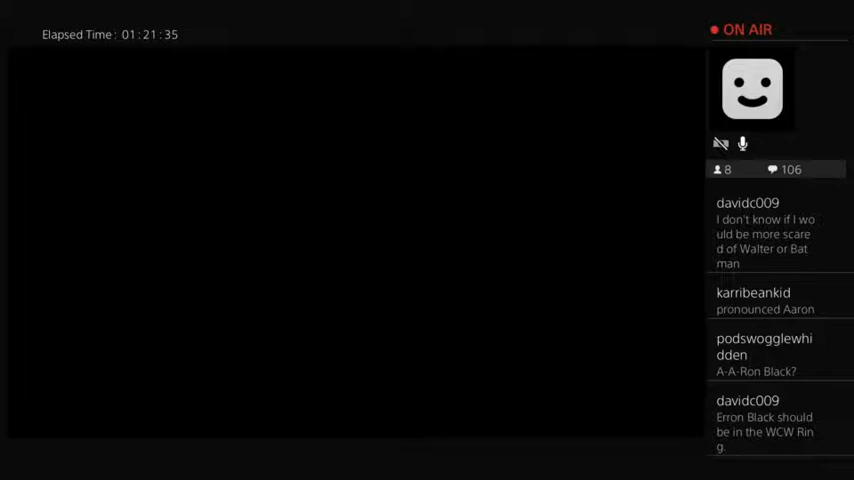 Elapsed Time: 01:21:35
ON AIR
8 106
davidc009
I don't know if I wo
uld be more scare
d of Walter or Bat
man
karribeankid
pronounced Aaron
podswogglewhi
dden
A-A-Ron Black?
davidc009
Erron Black should
be in the WCW Rin
g.